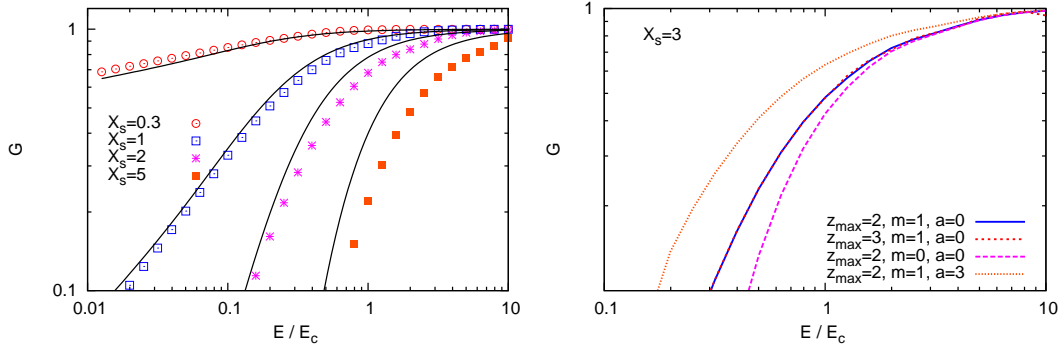 1
G
0.1
X_s=0.3
X_s=1
X_s=2
X_s=5
0.01 0.1 1 10
E / E_c
1
G
0.1
X_s=3
z_max=2, m=1, a=0
z_max=3, m=1, a=0
z_max=2, m=0, a=0
z_max=2, m=1, a=3
0.1 1 10
E / E_c